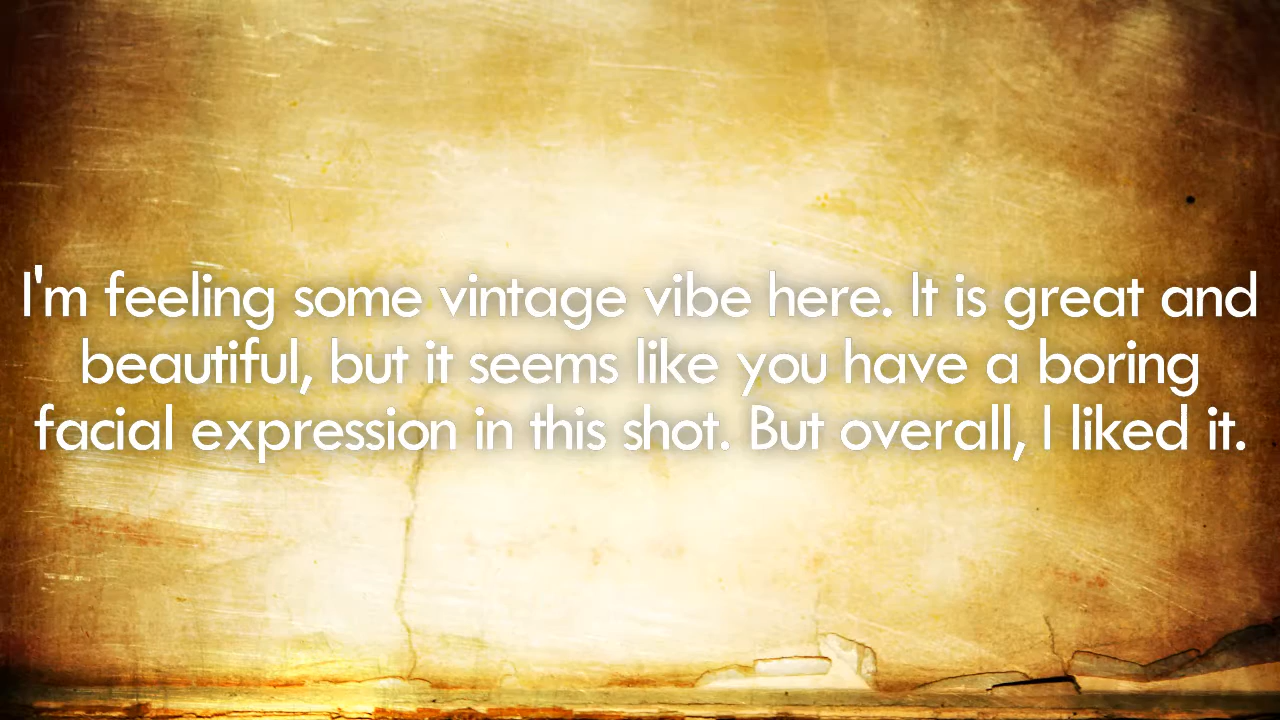 I'm feeling some vintage vibe here. It is great and
beautiful, but it seems like you have a boring
facial expression in this shot. But overall, I liked it.